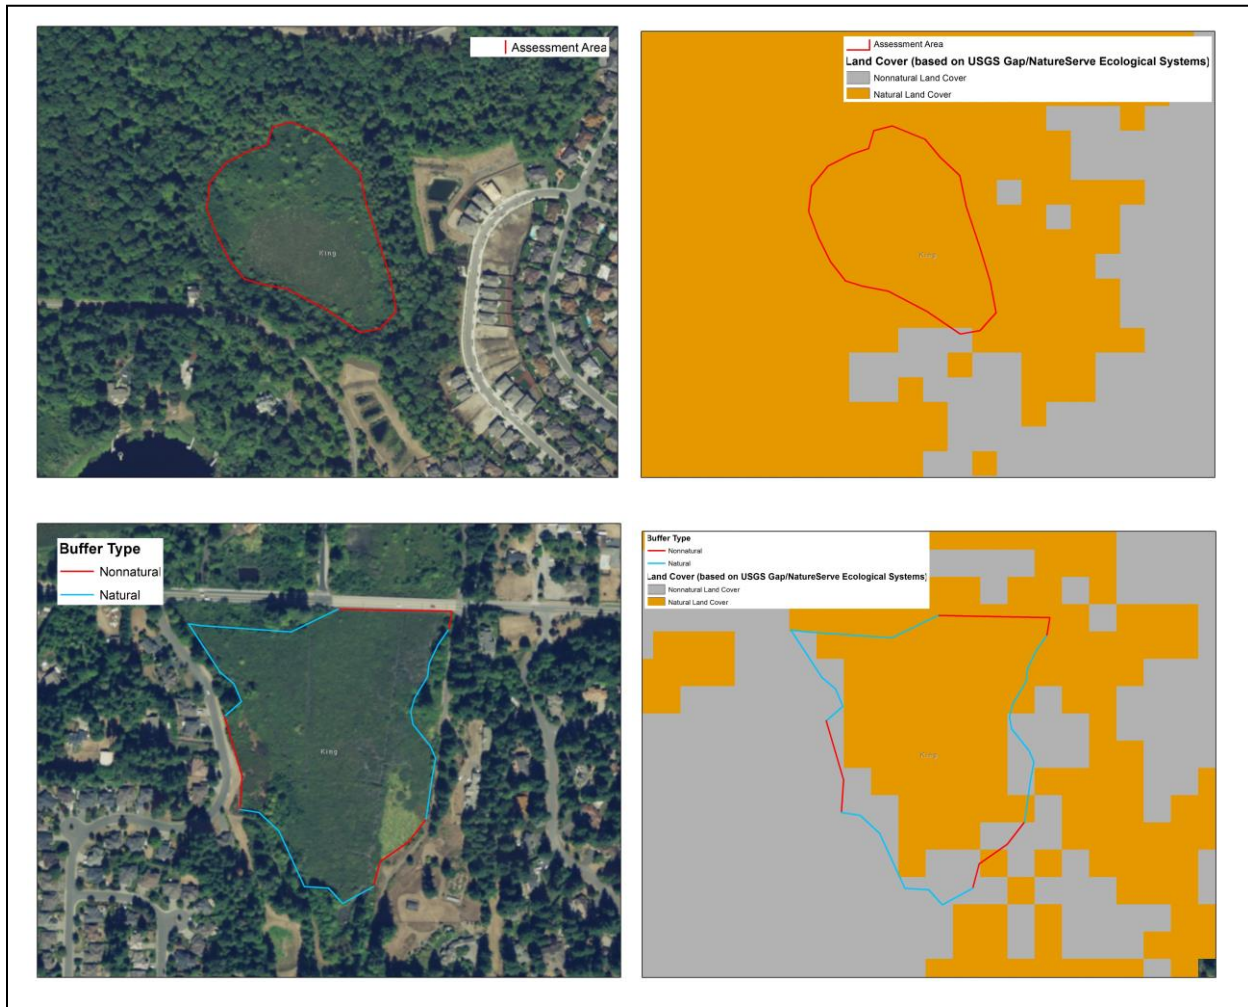 Assessment Area
King
Assessment Area
Land Cover (based on USGS Gap/NatureServe Ecological Systems)
Nonnatural Land Cover
Natural Land Cover
King
Buffer Type
Nonnatural
Natural
King
Buffer Type
Nonnatural
Natural
Land Cover (based on USGS Gap/NatureServe Ecological Systems)
Nonnatural Land Cover
Natural Land Cover
King